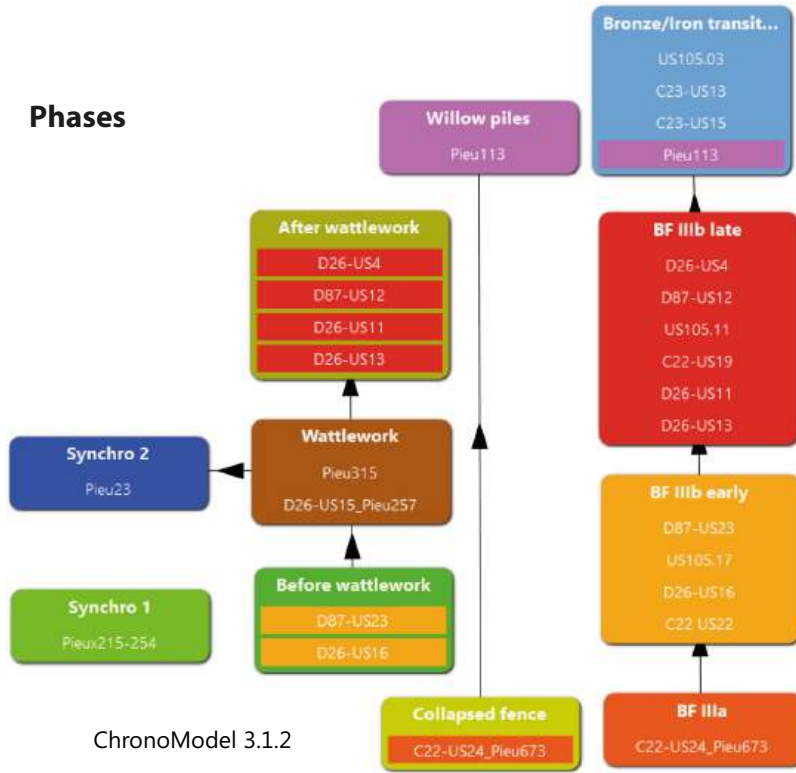 Phases
Synchro 2
Pieu23
Synchro 1
Pieux215-254
After wattlework
D26-US4
D87-US12
D26-US11
D26-US13
Wattlework
Pieu315
D26-US15_Pieu257
Before wattlework
D87-US23
D26-US16
Willow piles
Pieu113
Collapsed fence
C22-US24_Pieu673
Bronze/Iron transit...
US105.03
C23-US13
C23-US15
Pieu113
BF IIIb late
D26-US4
D87-US12
US105.11
C22-US19
D26-US11
D26-US13
BF IIIb early
D87-US23
US105.17
D26-US16
C22 US22
BF IIIa
C22-US24_Pieu673
ChronoModel 3.1.2